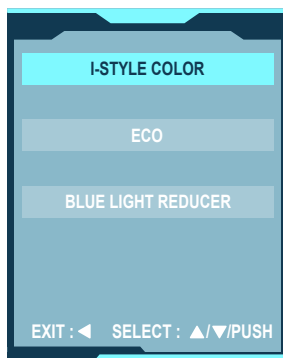 I-STYLE COLOR
ECO
BLUE LIGHT REDUCER
EXIT : ◀ SELECT : ▲/▼/PUSH